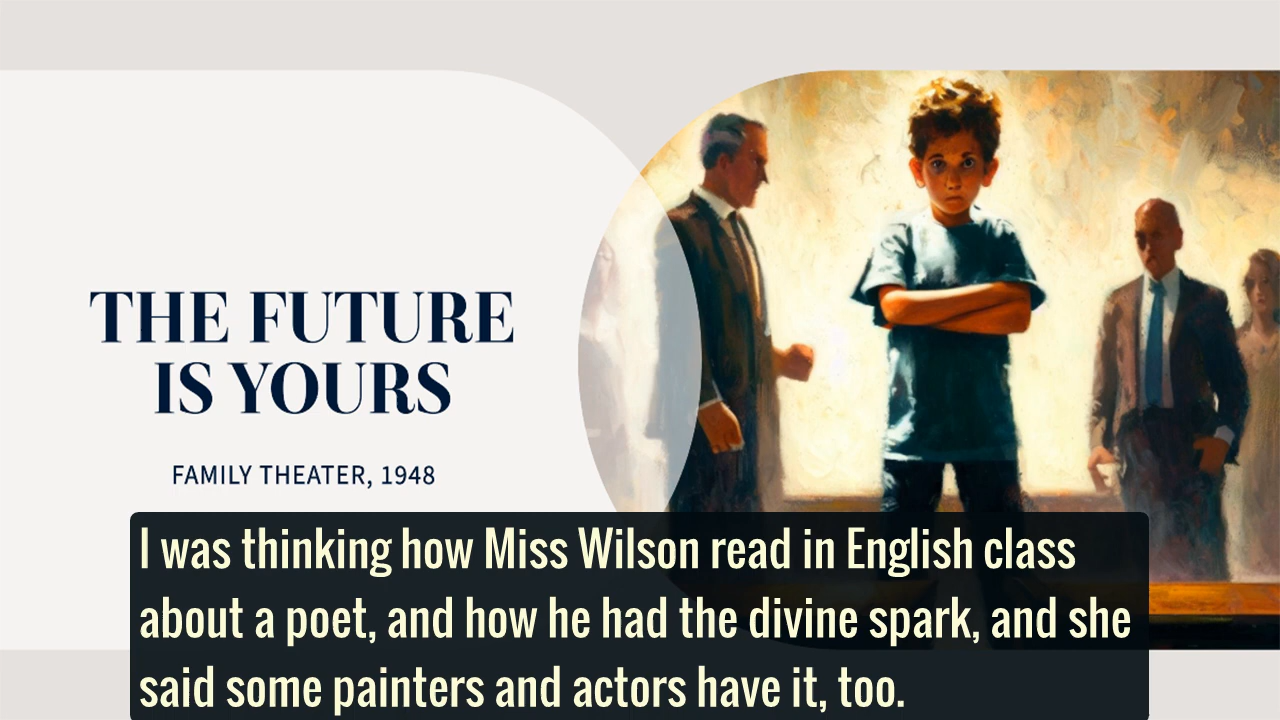 THE FUTURE
IS YOURS
FAMILY THEATER, 1948
I was thinking how Miss Wilson read in English class
about a poet, and how he had the divine spark, and she
said some painters and actors have it, too.